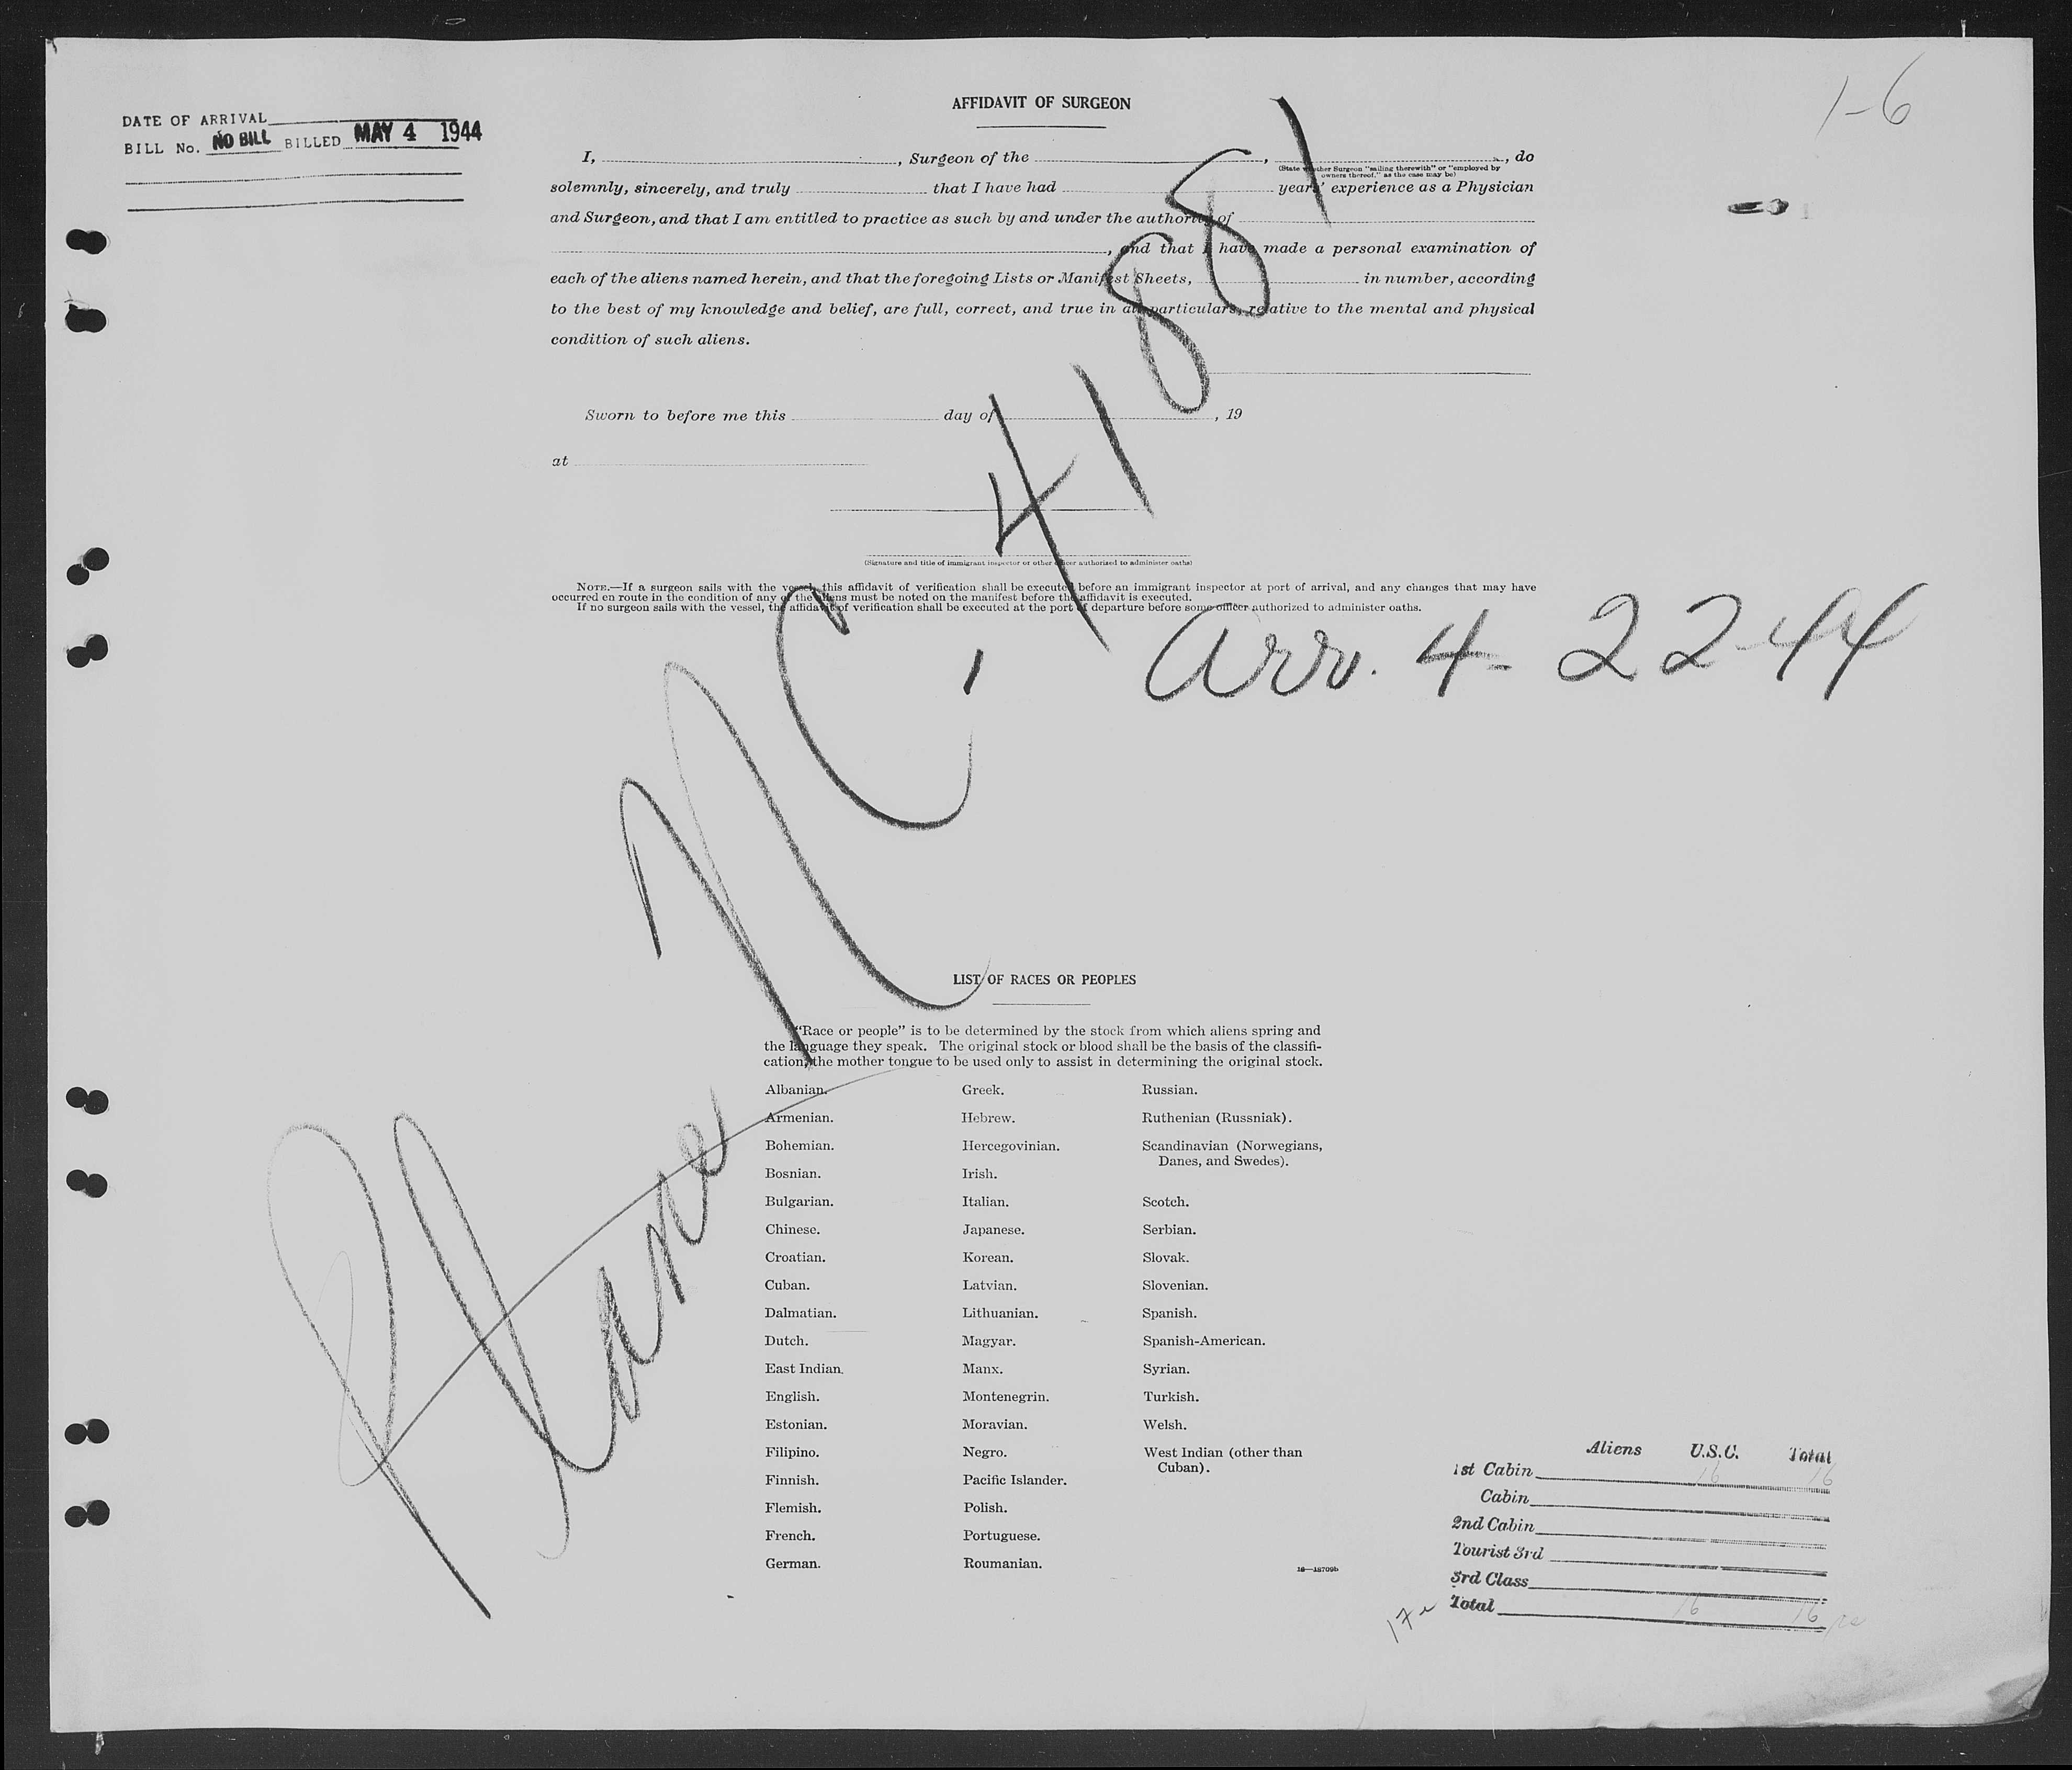 1-6
DATE OF ARRIVAL
BILL No. NO BILL BILLED MAY 4 1944
AFFIDAVIT OF SURGEON
I, , Surgeon of the , , do
(State whether Surgeon "sailing therewith" or "employed by
owners thereof," as the case may be)
solemnly, sincerely, and truly that I have had years' experience as a Physician
and Surgeon, and that I am entitled to practice as such by and under the authority of
, and that I have made a personal examination of
each of the aliens named herein, and that the foregoing Lists or Manifest Sheets, in number, according
to the best of my knowledge and belief, are full, correct, and true in all particulars, relative to the mental and physical
condition of such aliens.
Sworn to before me this day of , 19
at
(Signature and title of immigrant inspector or other officer authorized to administer oaths)
NOTE.—If a surgeon sails with the vessel, this affidavit of verification shall be executed before an immigrant inspector at port of arrival, and any changes that may have
occurred en route in the condition of any of the aliens must be noted on the manifest before the affidavit is executed.
If no surgeon sails with the vessel, the affidavit of verification shall be executed at the port of departure before some officer authorized to administer oaths.
Plane NC, 41881
Arr. 4-22-44
LIST OF RACES OR PEOPLES
"Race or people" is to be determined by the stock from which aliens spring and
the language they speak. The original stock or blood shall be the basis of the classifi-
cation, the mother tongue to be used only to assist in determining the original stock.
Albanian.
Armenian.
Bohemian.
Bosnian.
Bulgarian.
Chinese.
Croatian.
Cuban.
Dalmatian.
Dutch.
East Indian.
English.
Estonian.
Filipino.
Finnish.
Flemish.
French.
German.
Greek.
Hebrew.
Hercegovinian.
Irish.
Italian.
Japanese.
Korean.
Latvian.
Lithuanian.
Magyar.
Manx.
Montenegrin.
Moravian.
Negro.
Pacific Islander.
Polish.
Portuguese.
Roumanian.
Russian.
Ruthenian (Russniak).
Scandinavian (Norwegians,
Danes, and Swedes).
Scotch.
Serbian.
Slovak.
Slovenian.
Spanish.
Spanish-American.
Syrian.
Turkish.
Welsh.
West Indian (other than
Cuban).
16—18709b
Aliens U.S.C. Total
1st Cabin 16 16
Cabin
2nd Cabin
Tourist 3rd
3rd Class
Total 16 16